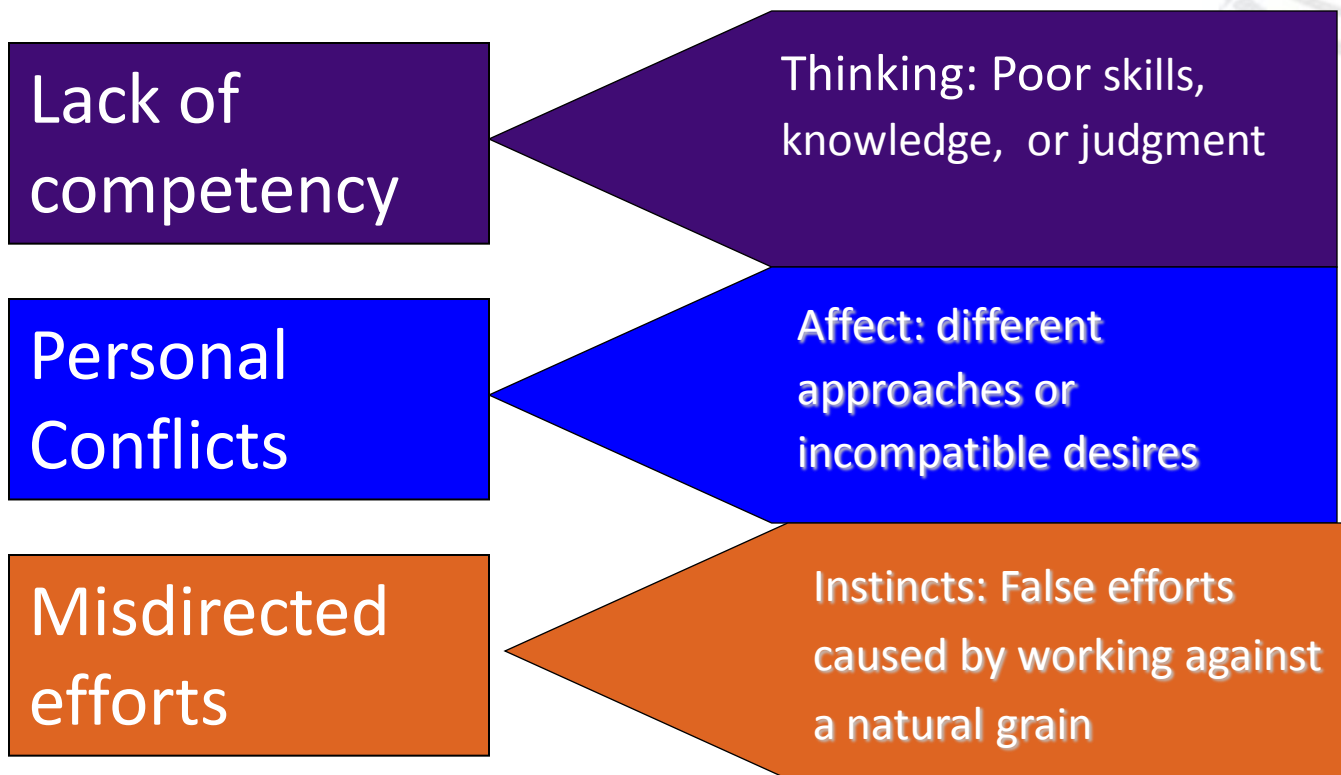 Lack of
competency
Thinking: Poor skills,
knowledge,  or judgment
Personal
Conflicts
Affect: different
approaches or
incompatible desires
Misdirected
efforts
Instincts: False efforts
caused by working against
a natural grain